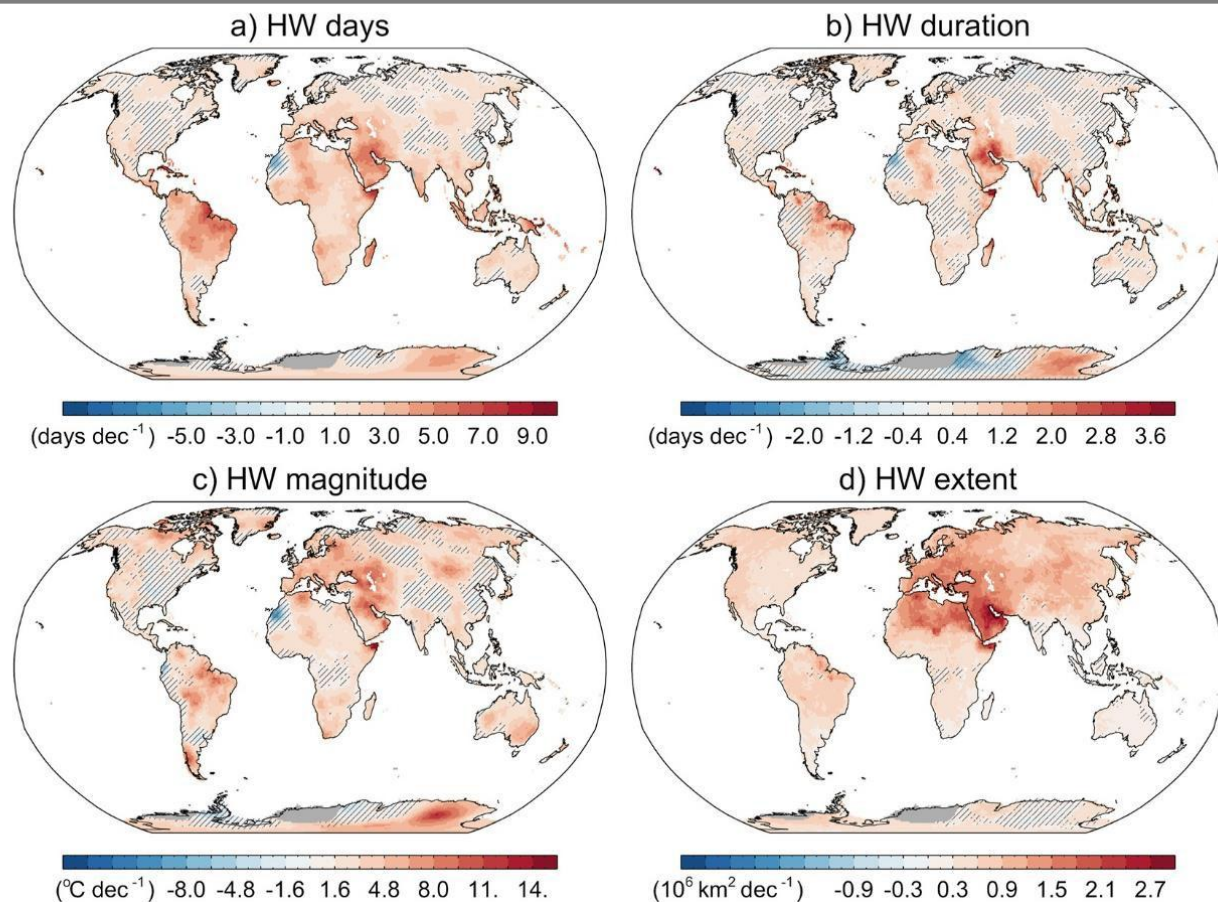 a) HW days
b) HW duration
(days dec⁻¹) -5.0 -3.0 -1.0 1.0 3.0 5.0 7.0 9.0
(days dec⁻¹) -2.0 -1.2 -0.4 0.4 1.2 2.0 2.8 3.6
c) HW magnitude
d) HW extent
(ºC dec⁻¹) -8.0 -4.8 -1.6 1.6 4.8 8.0 11. 14.
(10⁶ km² dec⁻¹) -0.9 -0.3 0.3 0.9 1.5 2.1 2.7